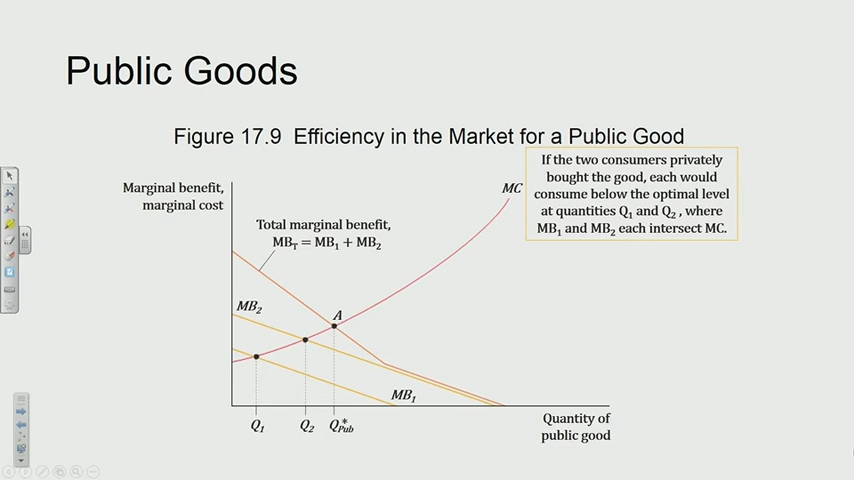 Public Goods
Figure 17.9 Efficiency in the Market for a Public Good
If the two consumers privately
bought the good, each would
consume below the optimal level
at quantities Q₁ and Q₂ , where
MB₁ and MB₂ each intersect MC.
Marginal benefit,
marginal cost
MC
Total marginal benefit,
MB_T = MB₁ + MB₂
MB₂
A
MB₁
Q₁
Q₂
Q*_Pub
Quantity of
public good